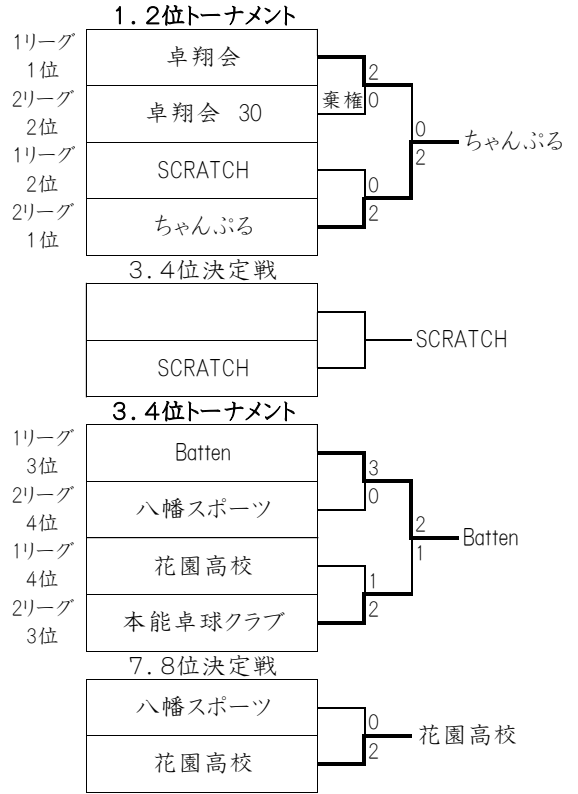 1．2位トーナメント
1リーグ
1位
卓翔会
2
2リーグ
2位
卓翔会 30
棄権
0
0
ちゃんぷる
2
1リーグ
2位
SCRATCH
0
2リーグ
1位
ちゃんぷる
2
3．4位決定戦
SCRATCH
SCRATCH
3．4位トーナメント
1リーグ
3位
Batten
3
2リーグ
4位
八幡スポーツ
0
2
Batten
1
1リーグ
4位
花園高校
1
2リーグ
3位
本能卓球クラブ
2
7．8位決定戦
八幡スポーツ
0
花園高校
2
花園高校